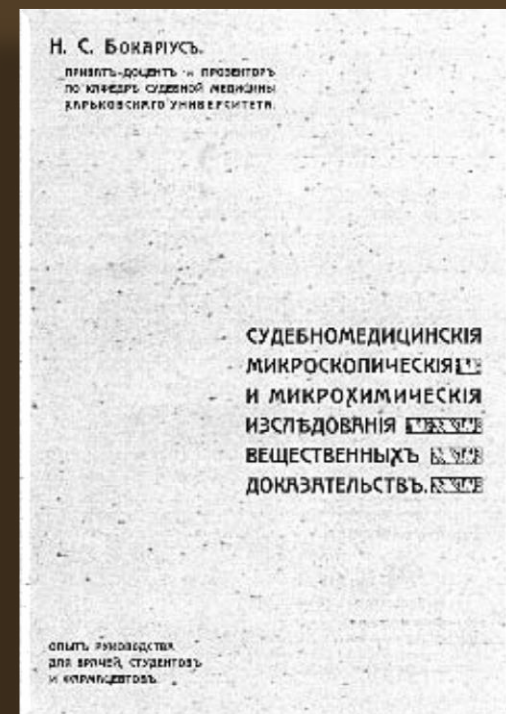 Н. С. Бокаріусъ.
ПРИВАТЪ-ДОЦЕНТЪ и ПРОЗЕКТОРЪ
ПО КАФЕДРѢ СУДЕБНОЙ МЕДИЦИНЫ
ХАРЬКОВСКАГО УНИВЕРСИТЕТА.
СУДЕБНОМЕДИЦИНСКІЯ
МИКРОСКОПИЧЕСКІЯ
И МИКРОХИМИЧЕСКІЯ
ИЗСЛѢДОВАНІЯ
ВЕЩЕСТВЕННЫХЪ
ДОКАЗАТЕЛЬСТВЪ.
ОПЫТЪ РУКОВОДСТВА
ДЛЯ ВРАЧЕЙ, СТУДЕНТОВЪ
И ФАРМАЦЕВТОВЪ.